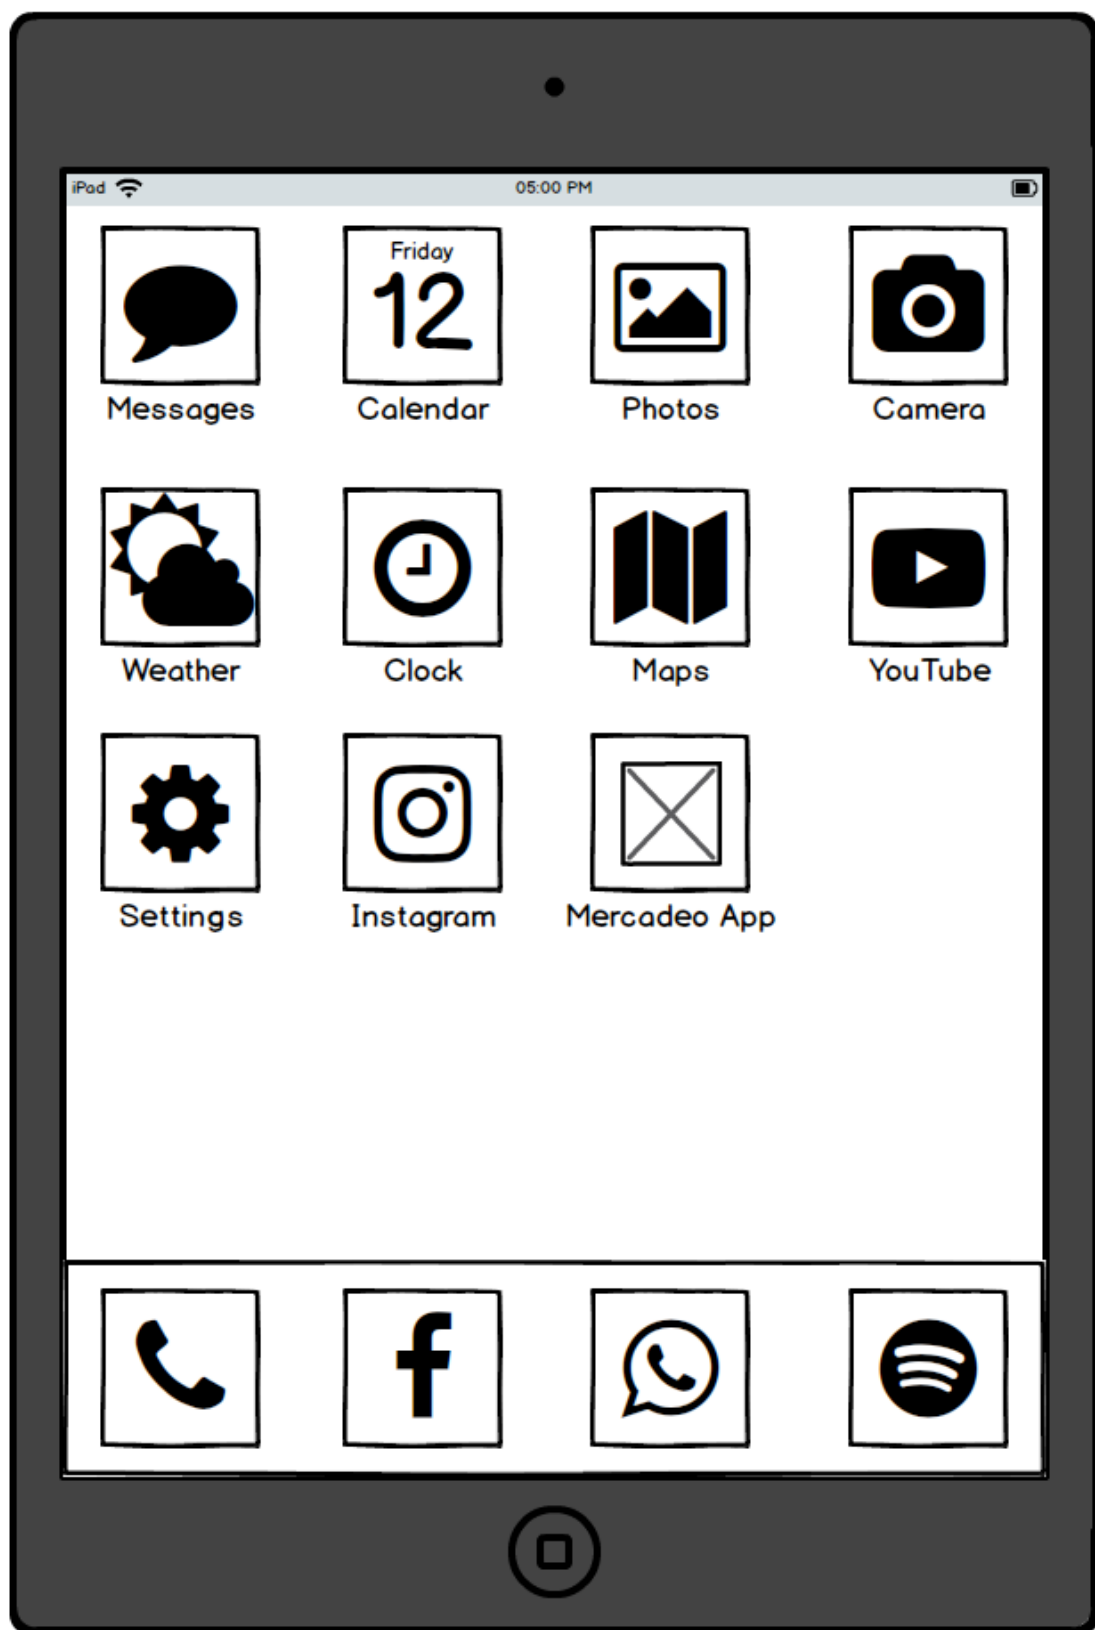 iPad 05:00 PM
Friday
12
Messages Calendar Photos Camera
Weather Clock Maps YouTube
Settings Instagram Mercadeo App